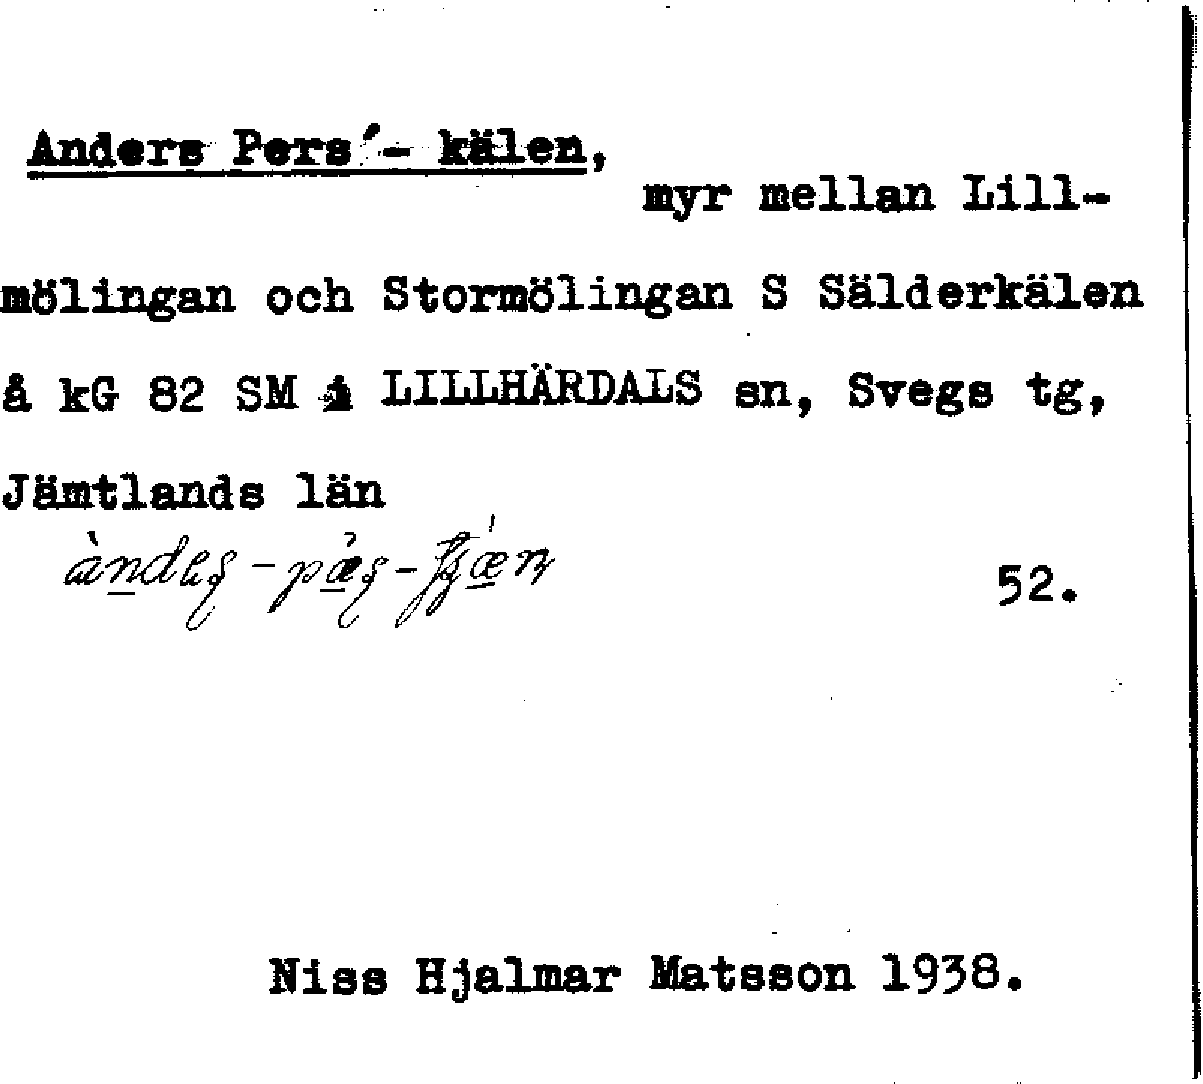 Anders Pers'- kälen,
myr mellan Lill-
mölingan och Stormölingan S Sälderkälen
å kG 82 SM i LILLHÄRDALS sn, Svegs tg,
Jämtlands län
52.
Niss Hjalmar Matsson 1938.